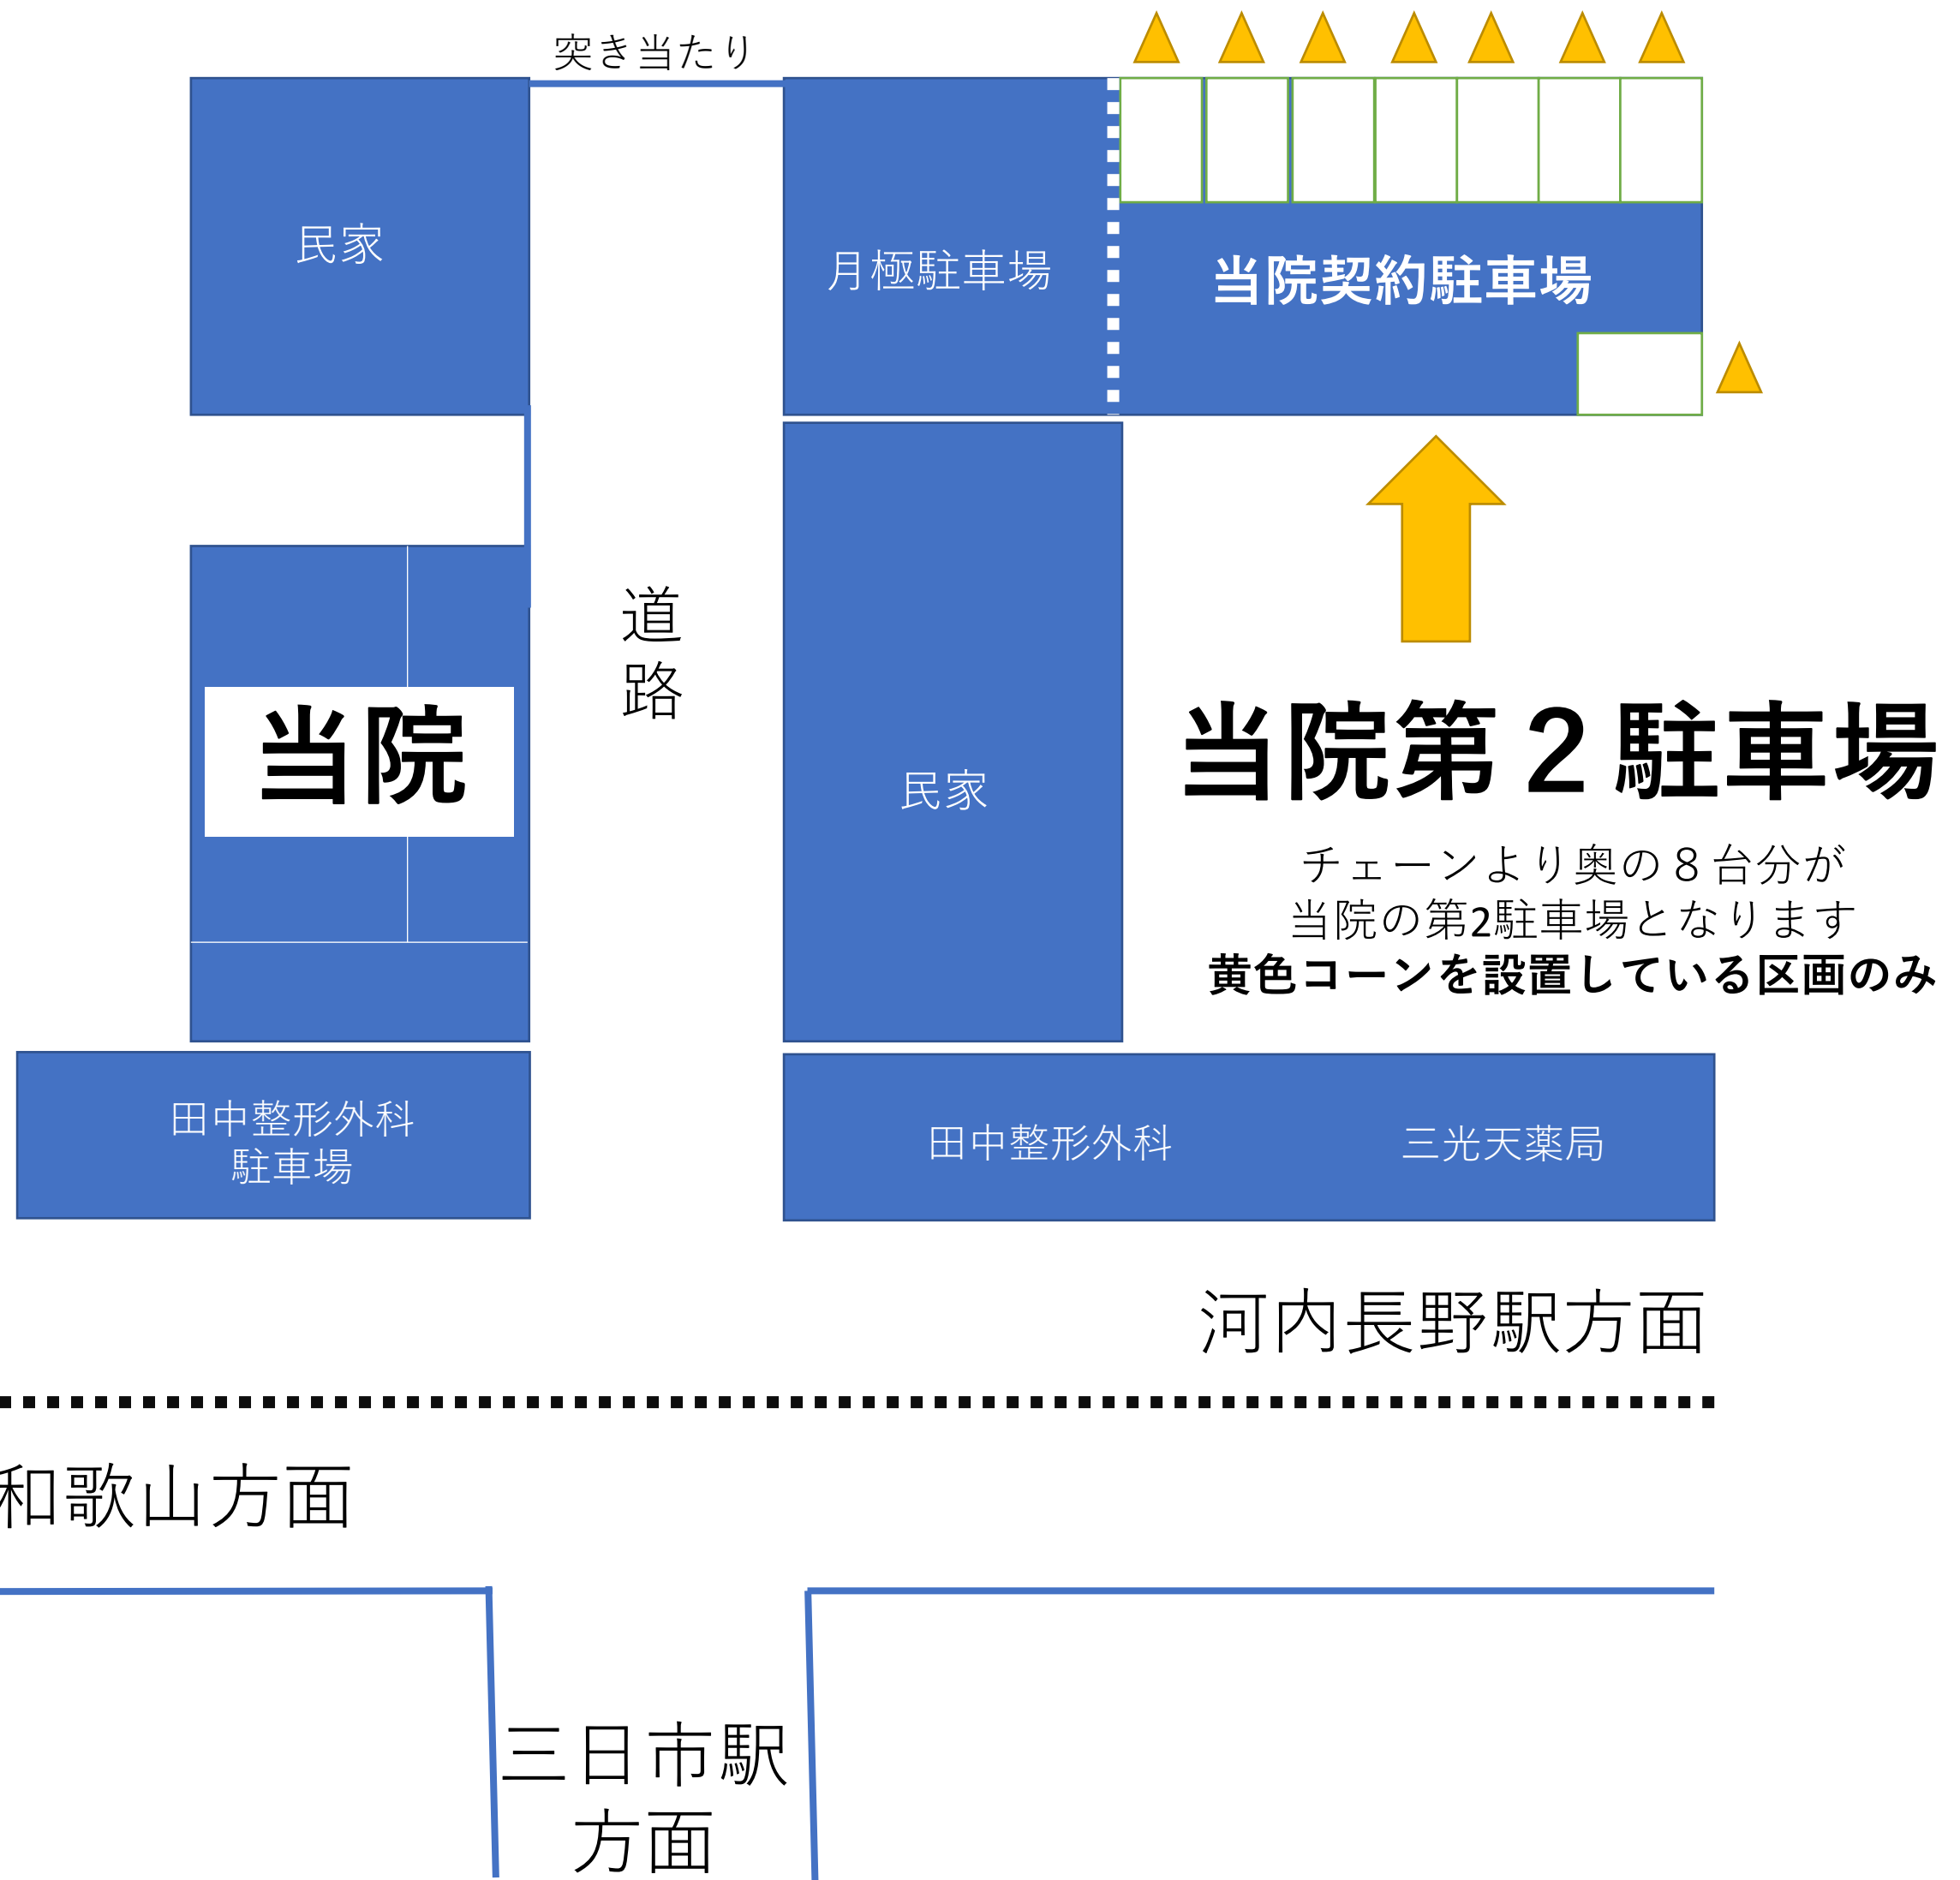 突き当たり
民家
月極駐車場
当院契約駐車場
道
路
当院
民家
当院第２駐車場
チェーンより奥の８台分が
当院の第2駐車場となります
黄色コーンを設置している区画のみ
田中整形外科
駐車場
田中整形外科
三光天薬局
河内長野駅方面
和歌山方面
三日市駅
方面